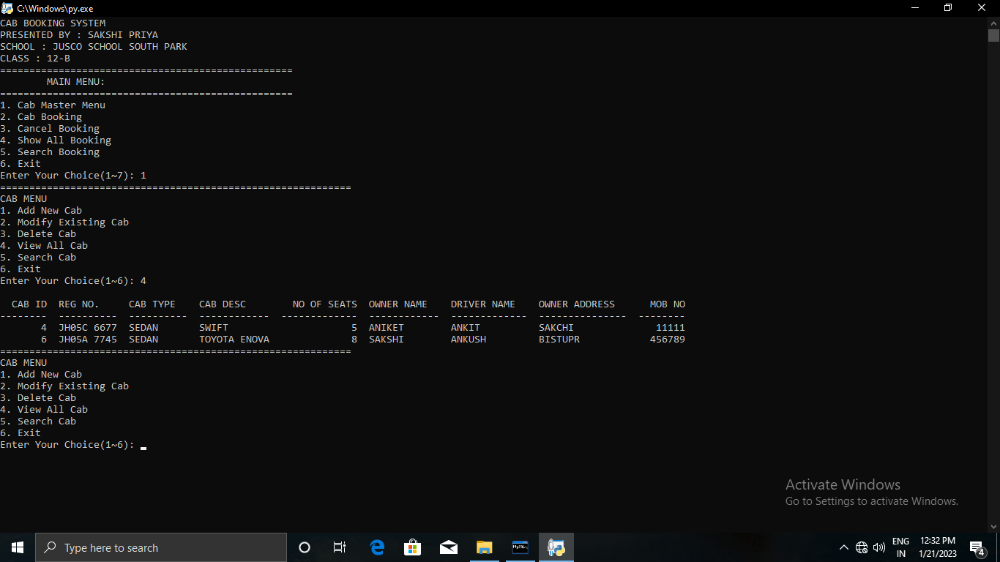 C:\Windows\py.exe
CAB BOOKING SYSTEM
PRESENTED BY : SAKSHI PRIYA
SCHOOL : JUSCO SCHOOL SOUTH PARK
CLASS : 12-B
==================================================
        MAIN MENU:
==================================================
1. Cab Master Menu
2. Cab Booking
3. Cancel Booking
4. Show All Booking
5. Search Booking
6. Exit
Enter Your Choice(1~7): 1
============================================================
CAB MENU
1. Add New Cab
2. Modify Existing Cab
3. Delete Cab
4. View All Cab
5. Search Cab
6. Exit
Enter Your Choice(1~6): 4
  CAB ID  REG NO.     CAB TYPE    CAB DESC        NO OF SEATS  OWNER NAME    DRIVER NAME    OWNER ADDRESS      MOB NO
--------  ----------  ----------  ------------  -------------  ------------  -------------  ---------------  --------
       4  JH05C 6677  SEDAN       SWIFT                     5  ANIKET        ANKIT          SAKCHI              11111
       6  JH05A 7745  SEDAN       TOYOTA ENOVA              8  SAKSHI        ANKUSH         BISTUPR            456789
============================================================
CAB MENU
1. Add New Cab
2. Modify Existing Cab
3. Delete Cab
4. View All Cab
5. Search Cab
6. Exit
Enter Your Choice(1~6):
Activate Windows
Go to Settings to activate Windows.
Type here to search
MySQL
ENG
IN
12:32 PM
1/21/2023
4